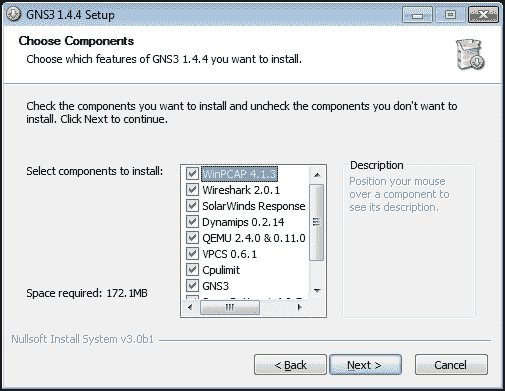 GNS3 1.4.4 Setup
Choose Components
Choose which features of GNS3 1.4.4 you want to install.
Check the components you want to install and uncheck the components you don't want to
install. Click Next to continue.
Select components to install:
WinPCAP 4.1.3
Wireshark 2.0.1
SolarWinds Response
Dynamips 0.2.14
QEMU 2.4.0 & 0.11.0
VPCS 0.6.1
Cpulimit
GNS3
Description
Position your mouse
over a component to
see its description.
Space required: 172.1MB
Nullsoft Install System v3.0b1
< Back
Next >
Cancel